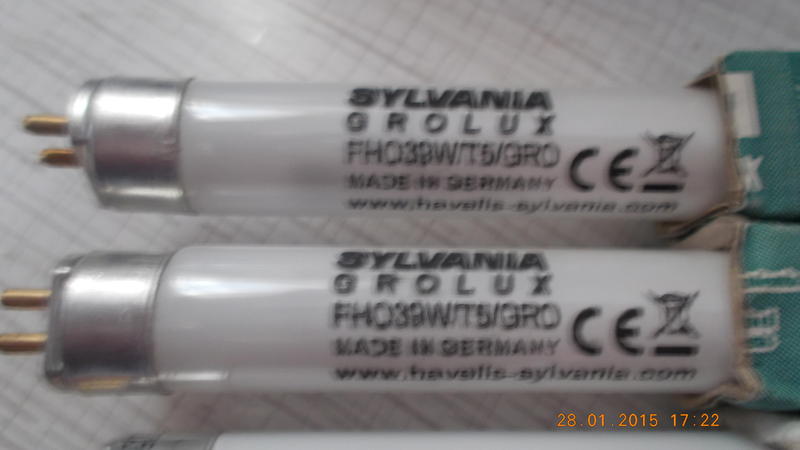 SYLVANIA
GROLUX
FHO39W/T5/GRO
MADE IN GERMANY
www.havells-sylvania.com
CE
SYLVANIA
GROLUX
FHO39W/T5/GRO
MADE IN GERMANY
www.havells-sylvania.com
CE
28.01.2015 17:22